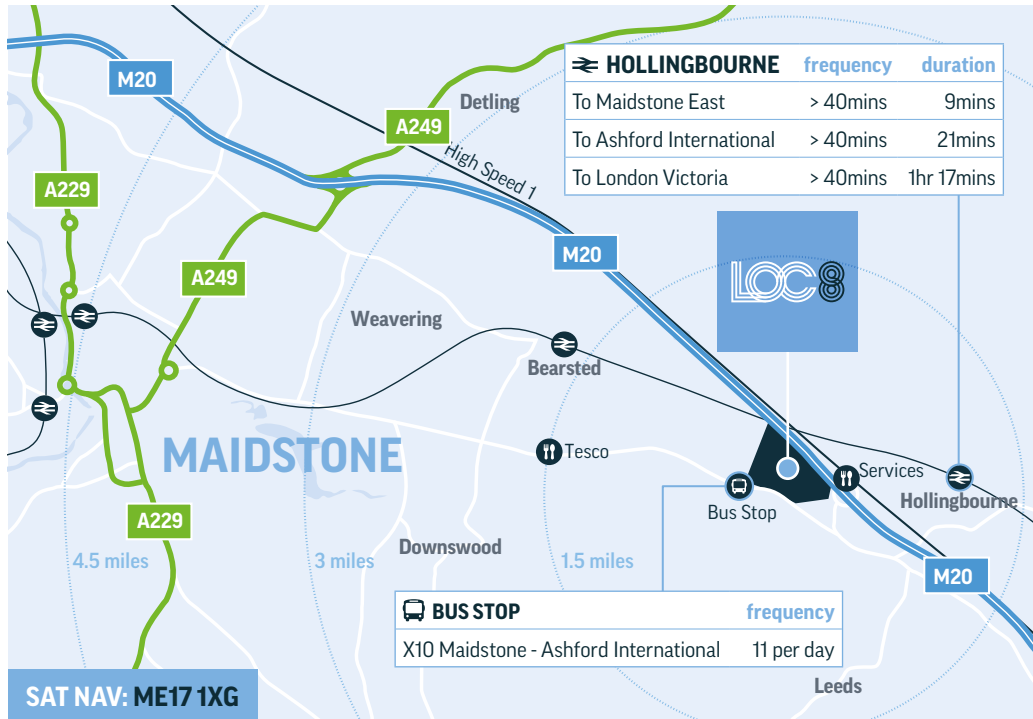 M20
Detling
A249
High Speed 1
A229
HOLLINGBOURNE frequency duration
To Maidstone East > 40mins 9mins
To Ashford International > 40mins 21mins
To London Victoria > 40mins 1hr 17mins
M20
A249
LOC8
Weavering
Bearsted
MAIDSTONE
Tesco
Services
Hollingbourne
Bus Stop
A229
Downswood
4.5 miles
3 miles
1.5 miles
M20
BUS STOP frequency
X10 Maidstone - Ashford International 11 per day
Leeds
SAT NAV: ME17 1XG